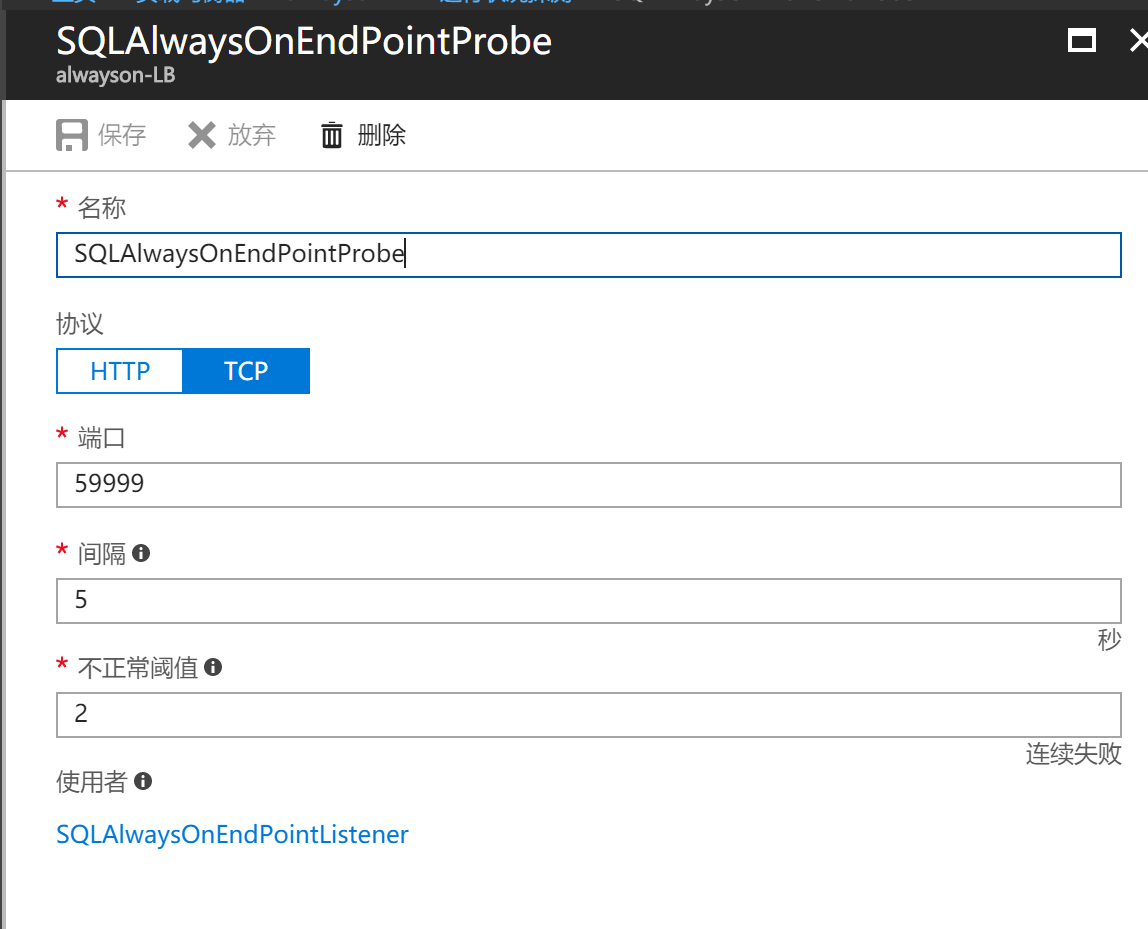 SQLAlwaysOnEndPointProbe
alwayson-LB
保存 放弃 删除
* 名称
SQLAlwaysOnEndPointProbe
协议
HTTP TCP
* 端口
59999
* 间隔
5
秒
* 不正常阈值
2
连续失败
使用者
SQLAlwaysOnEndPointListener